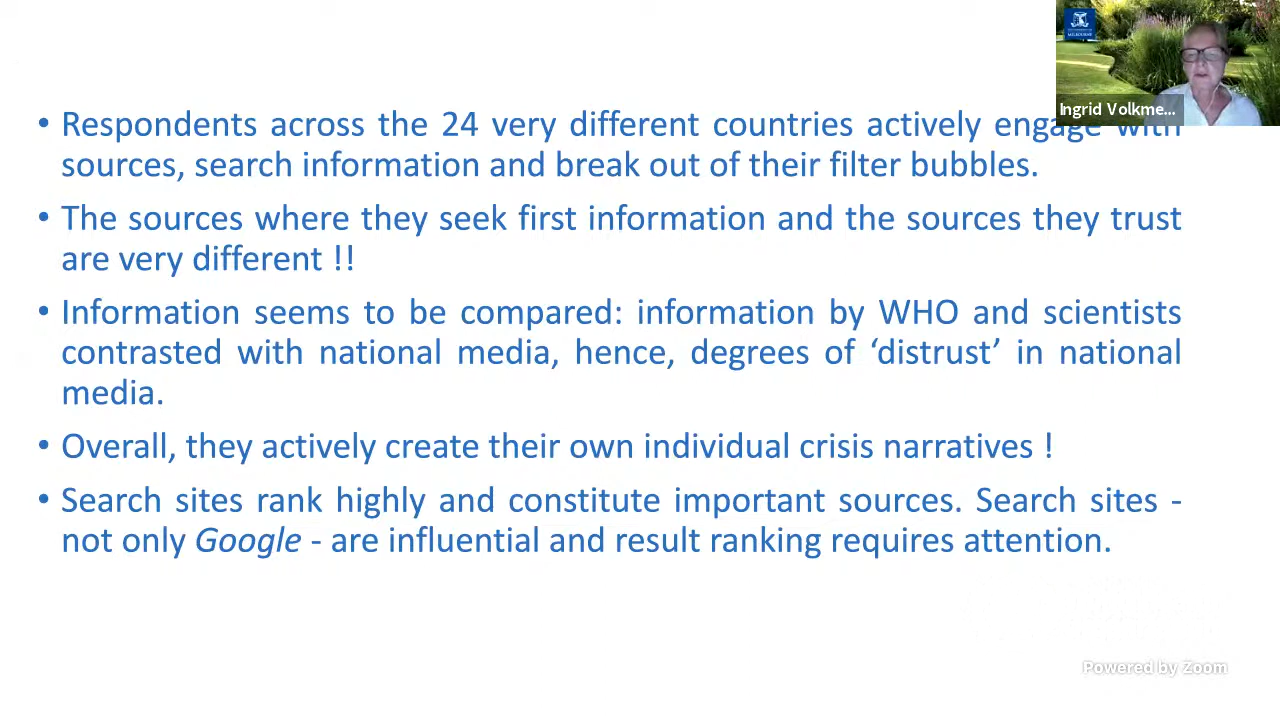 MELBOURNE
Ingrid Volkme...
• Respondents across the 24 very different countries actively engage with
sources, search information and break out of their filter bubbles.
• The sources where they seek first information and the sources they trust
are very different !!
• Information seems to be compared: information by WHO and scientists
contrasted with national media, hence, degrees of ‘distrust’ in national
media.
• Overall, they actively create their own individual crisis narratives !
• Search sites rank highly and constitute important sources. Search sites -
not only Google - are influential and result ranking requires attention.
Powered by Zoom